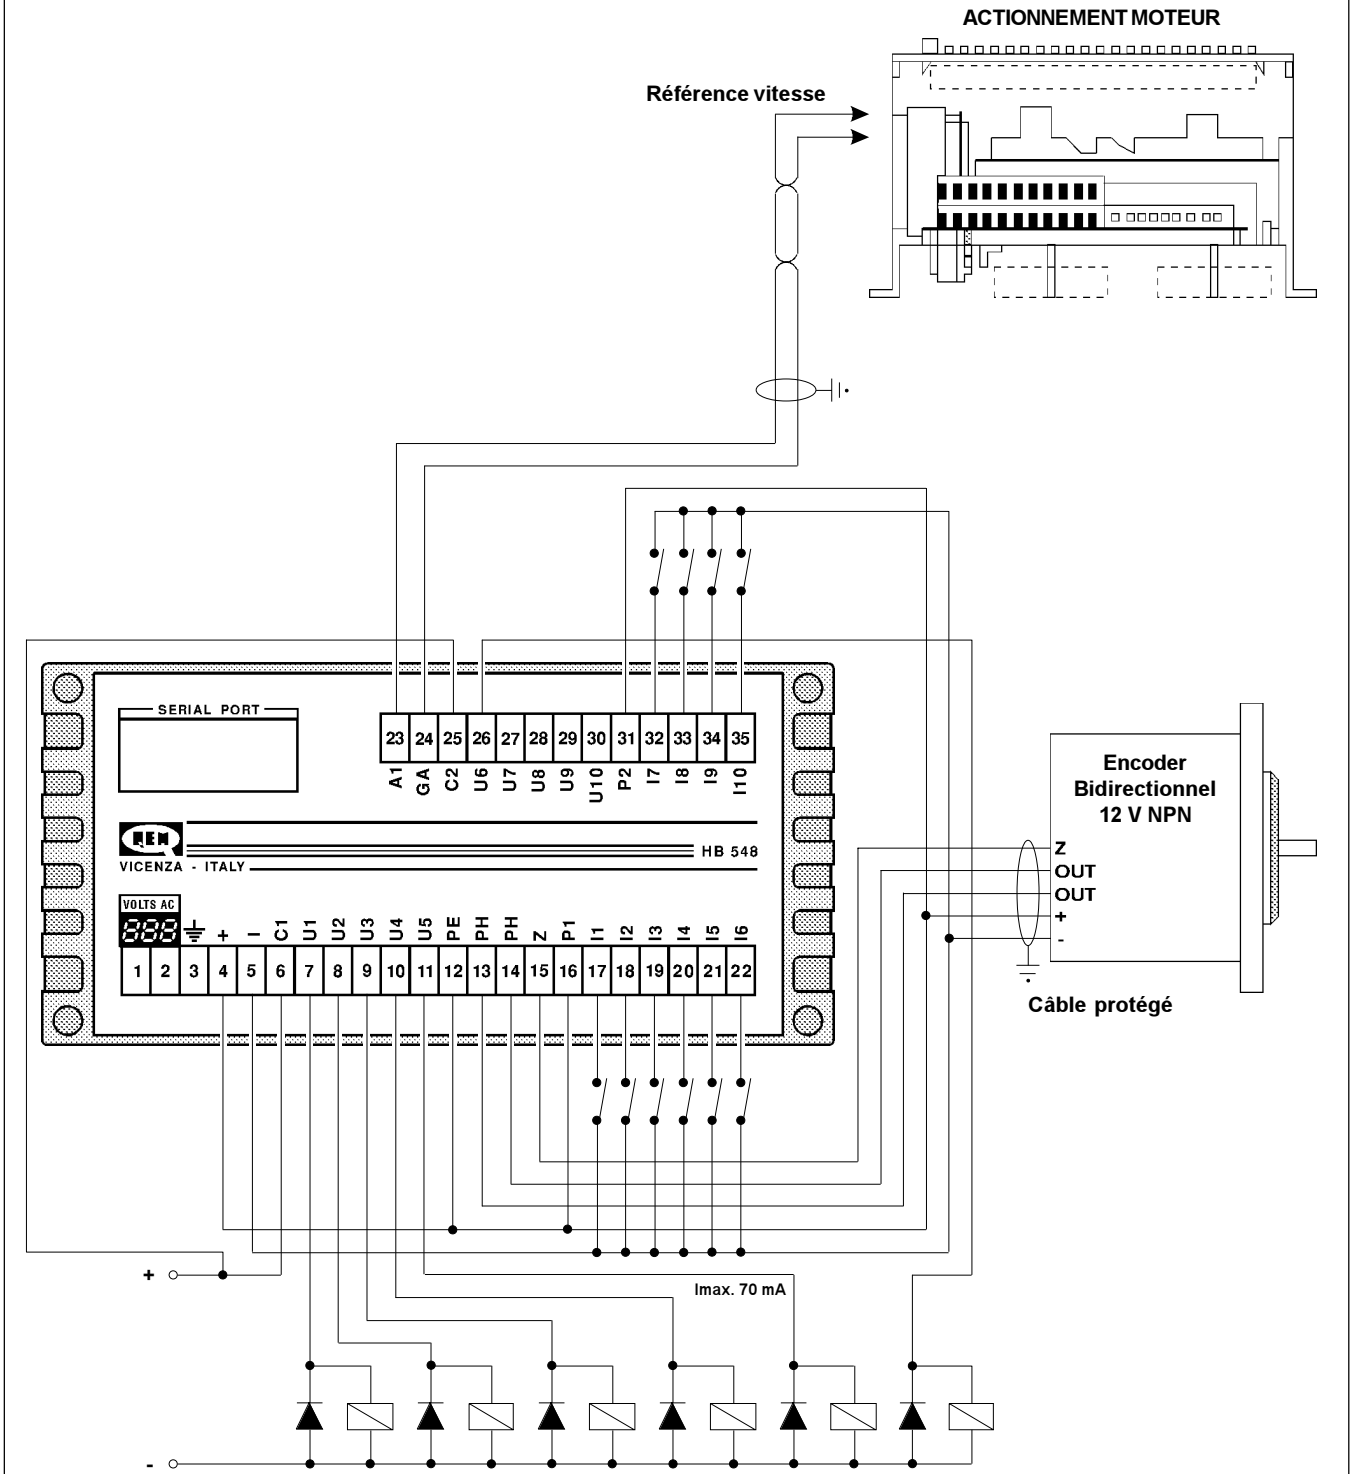 ACTIONNEMENT MOTEUR
Référence vitesse
SERIAL PORT
23 24 25 26 27 28 29 30 31 32 33 34 35
A1 GA C2 U6 U7 U8 U9 U10 P2 I7 I8 I9 I10
QEM
HB 548
VICENZA - ITALY
VOLTS AC
888
+ - C1 U1 U2 U3 U4 U5 PE PH PH Z P1 I1 I2 I3 I4 I5 I6
1 2 3 4 5 6 7 8 9 10 11 12 13 14 15 16 17 18 19 20 21 22
Encoder
Bidirectionnel
12 V NPN
Z
OUT
OUT
+
-
Câble protégé
+
Imax. 70 mA
-